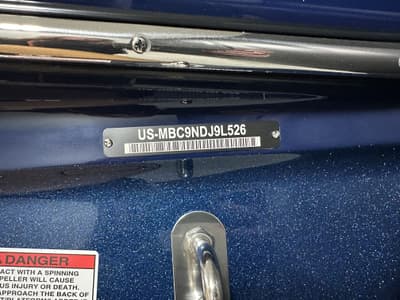 US-MBC9NDJ9L526
DANGER
ACT WITH A SPINNING
PELLER WILL CAUSE
US INJURY OR DEATH.
APPROACH THE BACK OF